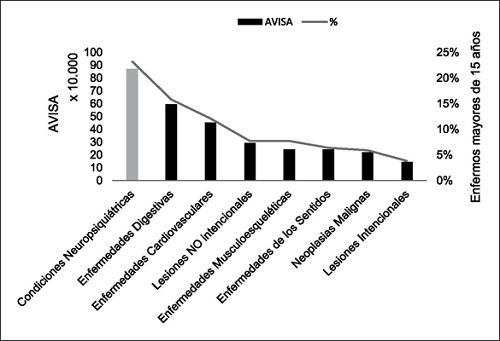 AVISA
%
AVISA
x 10.000
100
90
80
70
60
50
40
30
20
10
0
25%
20%
15%
10%
5%
0%
Enfermos mayores de 15 años
Condiciones Neuropsiquiátricas
Enfermedades Digestivas
Enfermedades Cardiovasculares
Lesiones NO Intencionales
Enfermedades Musculoesqueléticas
Enfermedades de los Sentidos
Neoplasias Malignas
Lesiones Intencionales